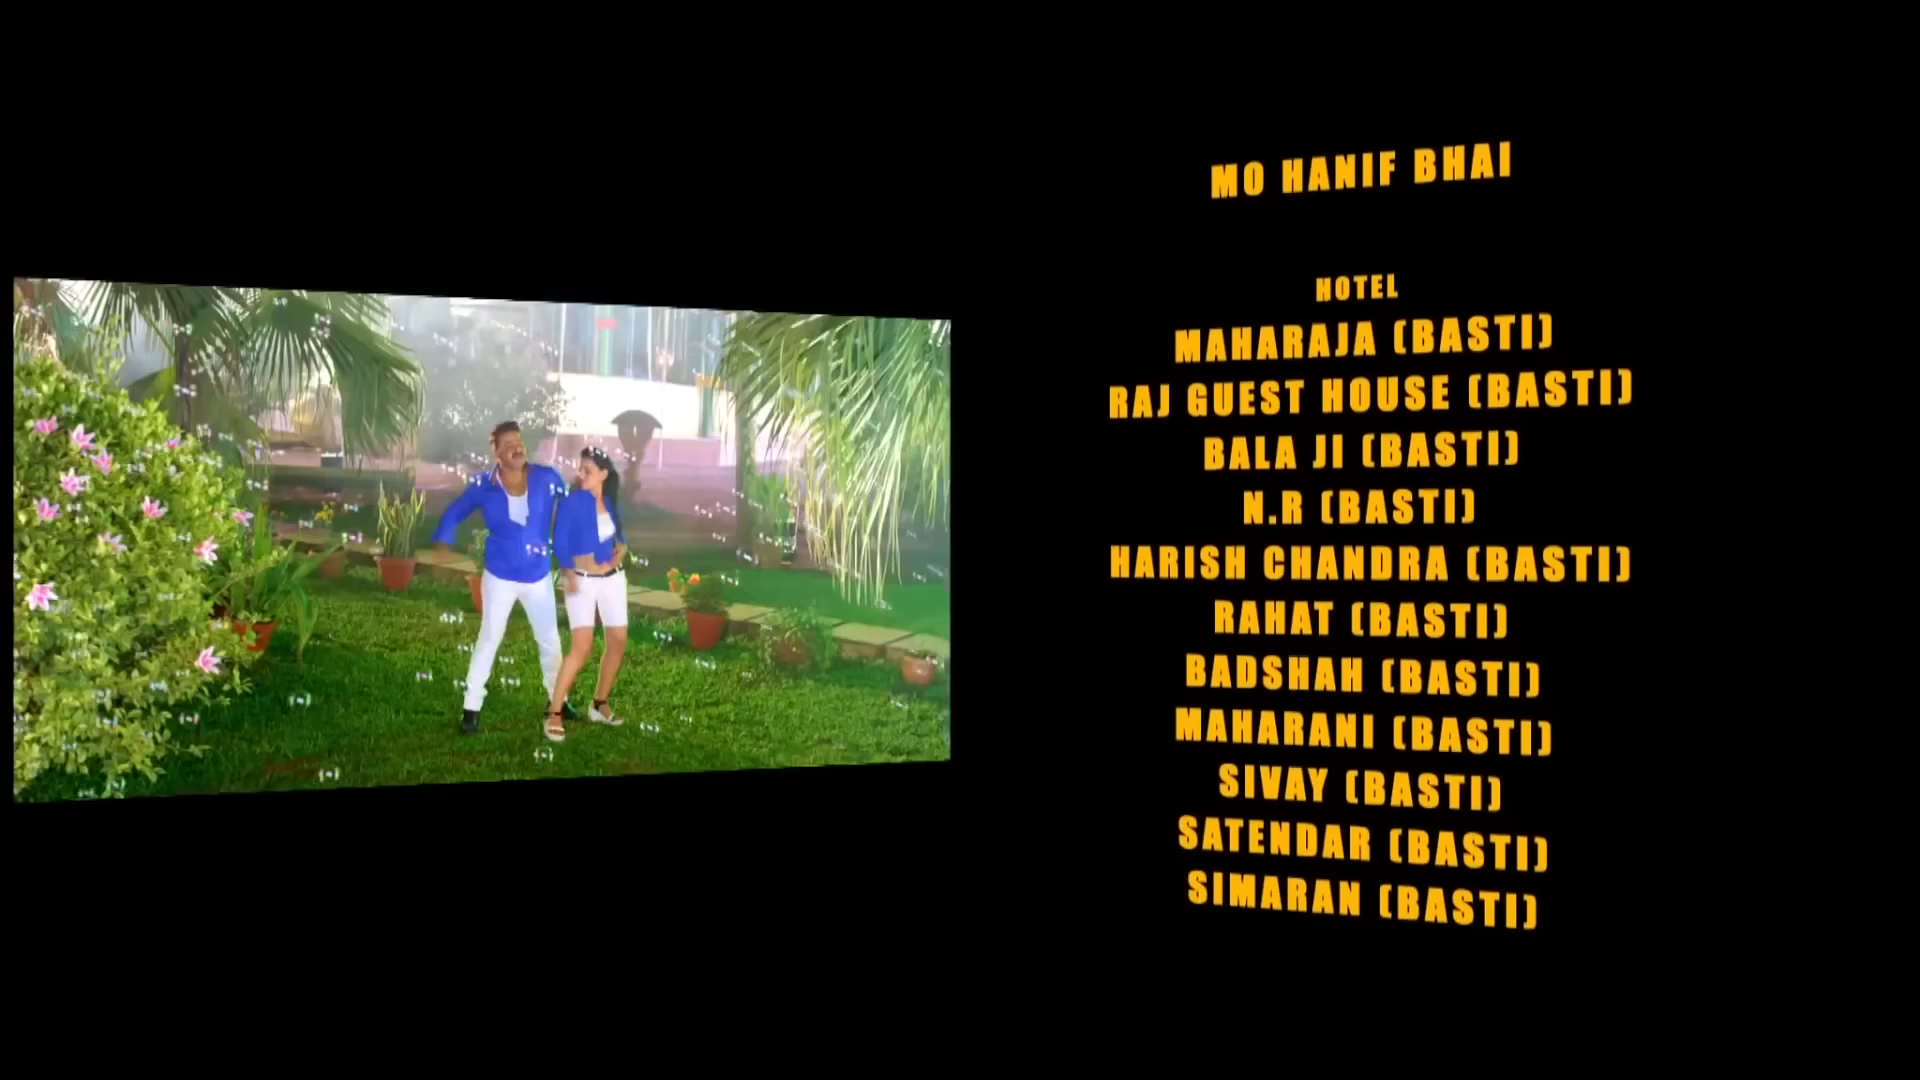 MO HANIF BHAI
HOTEL
MAHARAJA (BASTI)
RAJ GUEST HOUSE (BASTI)
BALA JI (BASTI)
N.R (BASTI)
HARISH CHANDRA (BASTI)
RAHAT (BASTI)
BADSHAH (BASTI)
MAHARANI (BASTI)
SIVAY (BASTI)
SATENDAR (BASTI)
SIMARAN (BASTI)